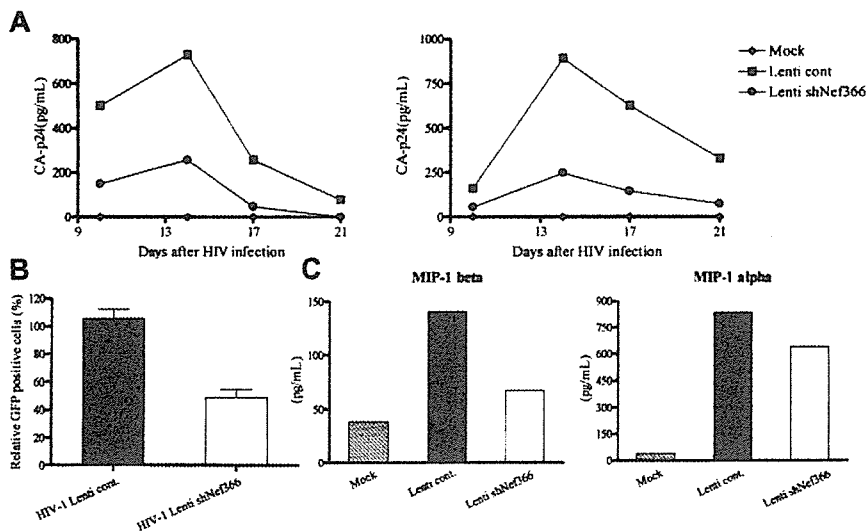 A
800
600
400
200
0
CA-p24(pg/mL)
9
13
17
21
Days after HIV infection
1000
750
500
250
0
CA-p24(pg/mL)
9
13
17
21
Days after HIV infection
Mock
Lenti cont
Lenti shNef366
B
Relative GFP positive cells (%)
120
100
80
60
40
20
0
HIV-1 Lenti cont.
HIV-1 Lenti shNef366
C
MIP-1 beta
(pg/mL)
150
100
50
0
Mock
Lenti cont.
Lenti shNef366
MIP-1 alpha
(pg/mL)
900
750
600
450
300
150
0
Mock
Lenti cont.
Lenti shNef366